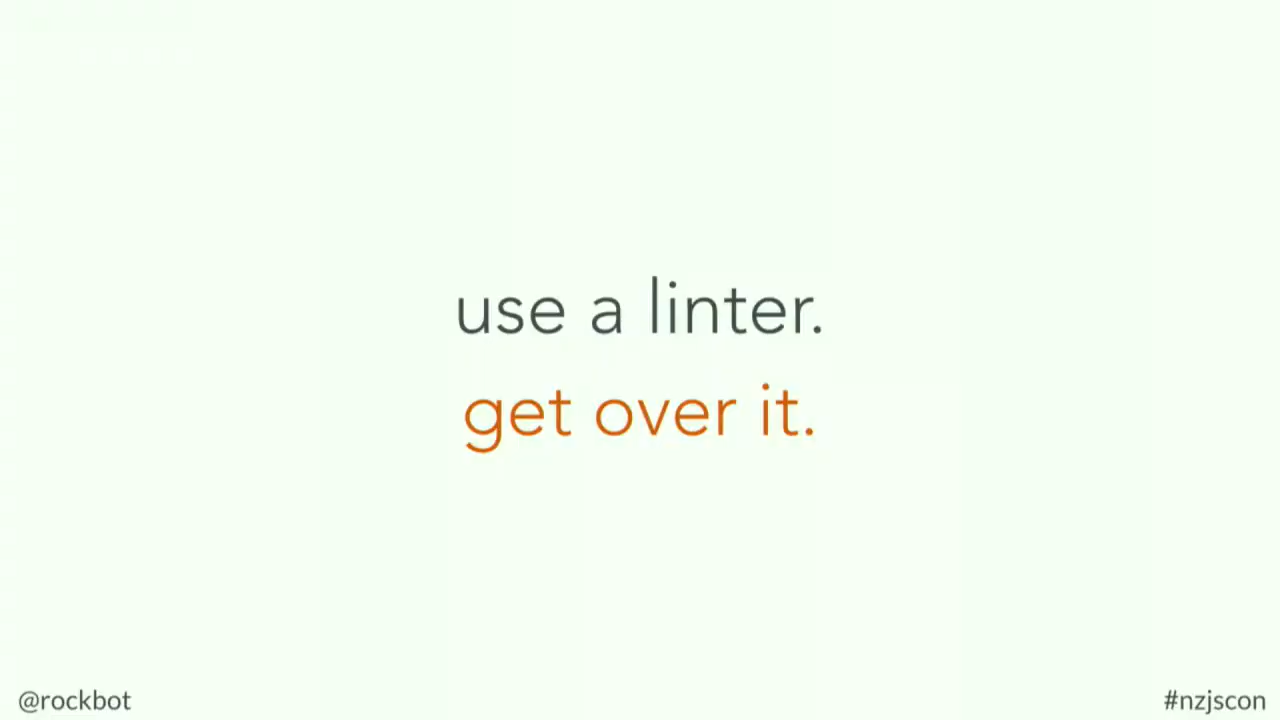 use a linter.
get over it.
@rockbot
#nzjscon